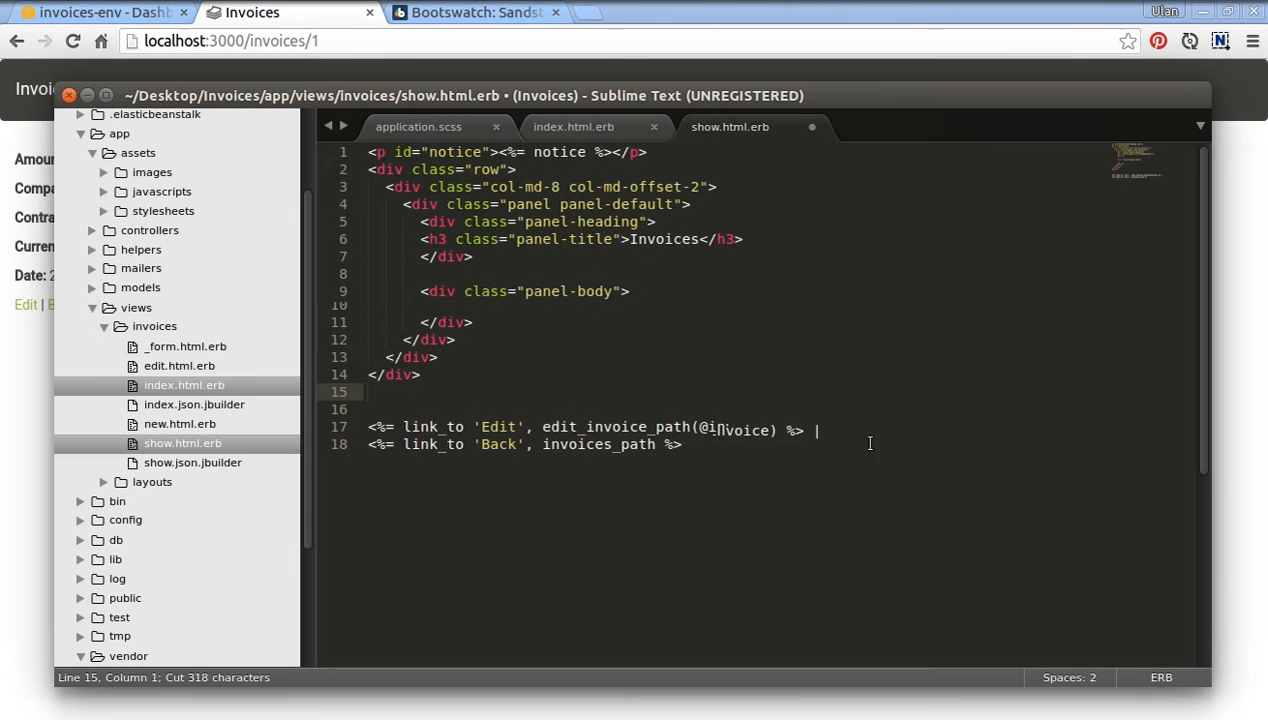 invoices-env - Dashb
Invoices
Bootswatch: Sandst
Ulan
localhost:3000/invoices/1
~/Desktop/Invoices/app/views/invoices/show.html.erb • (Invoices) - Sublime Text (UNREGISTERED)
Amoun
Compa
Contra
Curren
Date: 2
Edit | B
.elasticbeanstalk
app
assets
images
javascripts
stylesheets
controllers
helpers
mailers
models
views
invoices
_form.html.erb
edit.html.erb
index.html.erb
index.json.jbuilder
new.html.erb
show.html.erb
show.json.jbuilder
layouts
bin
config
db
lib
log
public
test
tmp
vendor
application.scss
index.html.erb
show.html.erb
1 <p id="notice"><%= notice %></p>
2 <div class="row">
3 <div class="col-md-8 col-md-offset-2">
4 <div class="panel panel-default">
5 <div class="panel-heading">
6 <h3 class="panel-title">Invoices</h3>
7 </div>
8
9 <div class="panel-body">
10
11 </div>
12 </div>
13 </div>
14 </div>
15
16
17 <%= link_to 'Edit', edit_invoice_path(@invoice) %> |
18 <%= link_to 'Back', invoices_path %>
Line 15, Column 1; Cut 318 characters
Spaces: 2
ERB